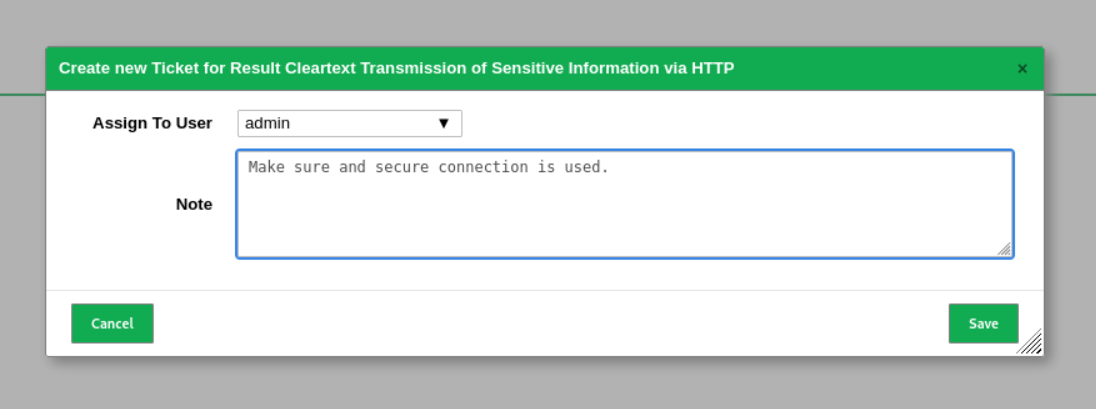 Create new Ticket for Result Cleartext Transmission of Sensitive Information via HTTP ×
Assign To User admin ▼
Make sure and secure connection is used.
Note
Cancel Save